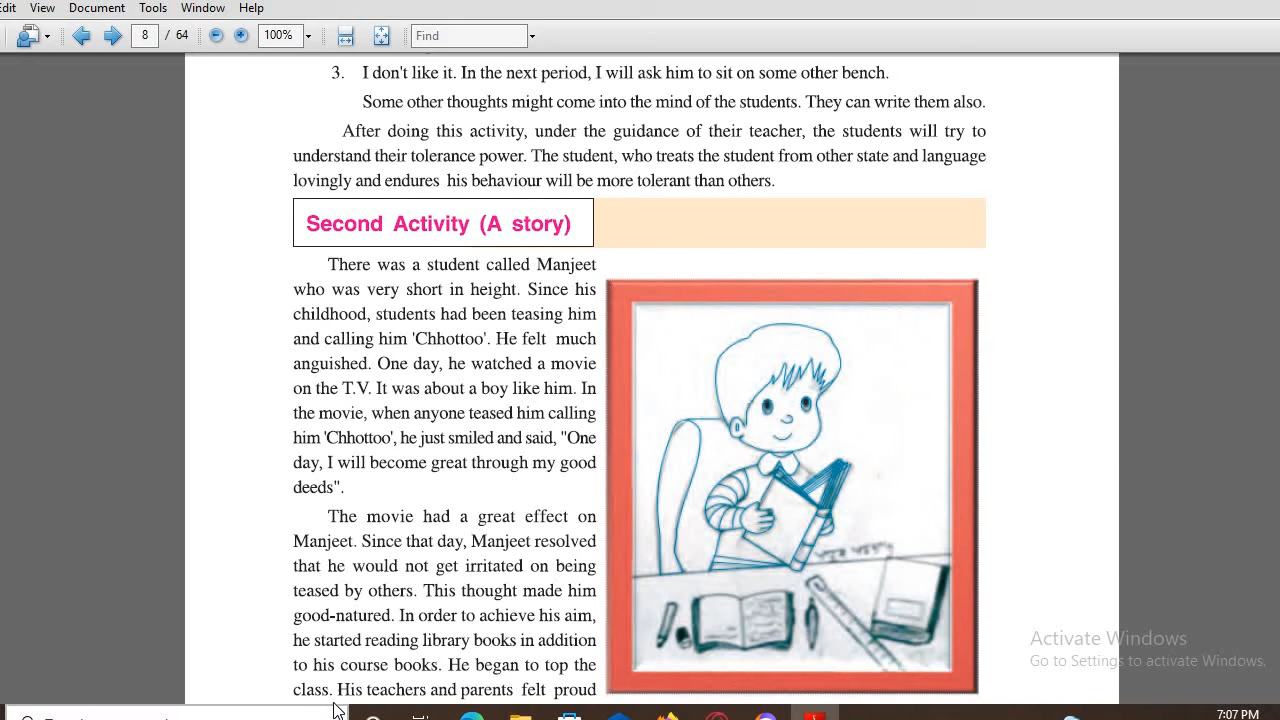 Edit View Document Tools Window Help
8 / 64 100% Find
3. I don't like it. In the next period, I will ask him to sit on some other bench.
Some other thoughts might come into the mind of the students. They can write them also.
After doing this activity, under the guidance of their teacher, the students will try to
understand their tolerance power. The student, who treats the student from other state and language
lovingly and endures his behaviour will be more tolerant than others.
Second Activity (A story)
There was a student called Manjeet
who was very short in height. Since his
childhood, students had been teasing him
and calling him 'Chhottoo'. He felt much
anguished. One day, he watched a movie
on the T.V. It was about a boy like him. In
the movie, when anyone teased him calling
him 'Chhottoo', he just smiled and said, "One
day, I will become great through my good
deeds".
The movie had a great effect on
Manjeet. Since that day, Manjeet resolved
that he would not get irritated on being
teased by others. This thought made him
good-natured. In order to achieve his aim,
he started reading library books in addition
to his course books. He began to top the
class. His teachers and parents felt proud
Activate Windows
Go to Settings to activate Windows.
7:07 PM